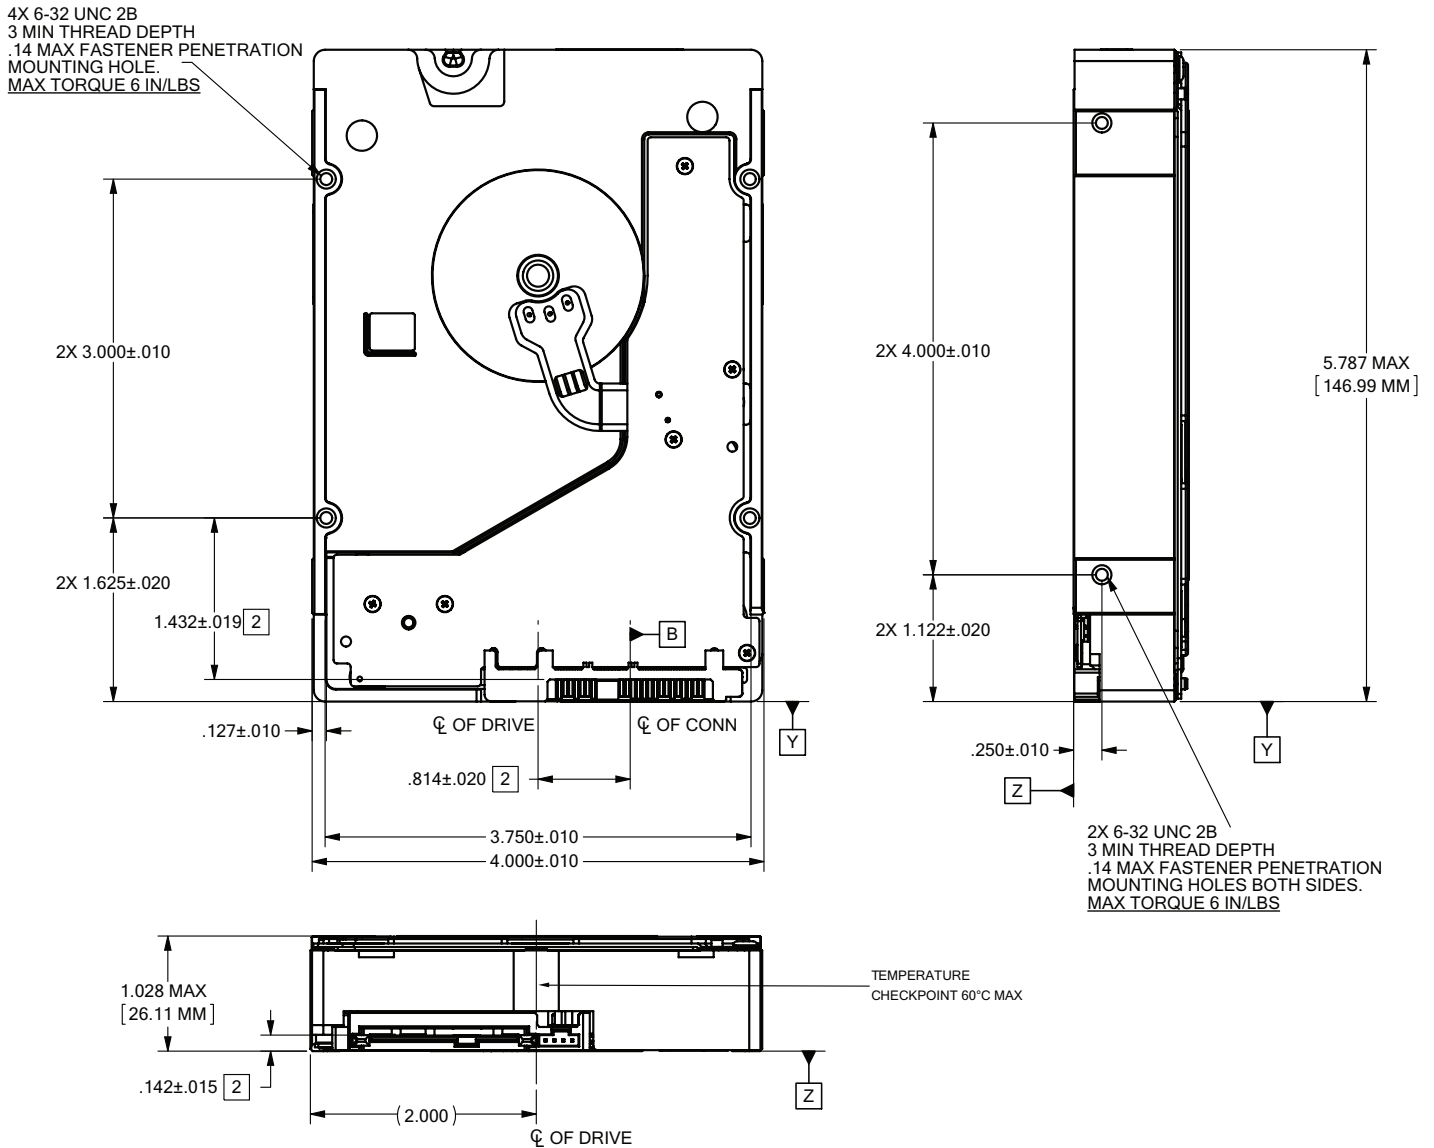 4X 6-32 UNC 2B
3 MIN THREAD DEPTH
.14 MAX FASTENER PENETRATION
MOUNTING HOLE.
MAX TORQUE 6 IN/LBS
2X 3.000±.010
2X 1.625±.020
1.432±.019 2
B
.127±.010
℄ OF DRIVE
℄ OF CONN
Y
.814±.020 2
3.750±.010
4.000±.010
2X 4.000±.010
5.787 MAX
[146.99 MM]
2X 1.122±.020
.250±.010
Y
Z
2X 6-32 UNC 2B
3 MIN THREAD DEPTH
.14 MAX FASTENER PENETRATION
MOUNTING HOLES BOTH SIDES.
MAX TORQUE 6 IN/LBS
1.028 MAX
[26.11 MM]
TEMPERATURE
CHECKPOINT 60°C MAX
.142±.015 2
Z
(2.000)
℄ OF DRIVE